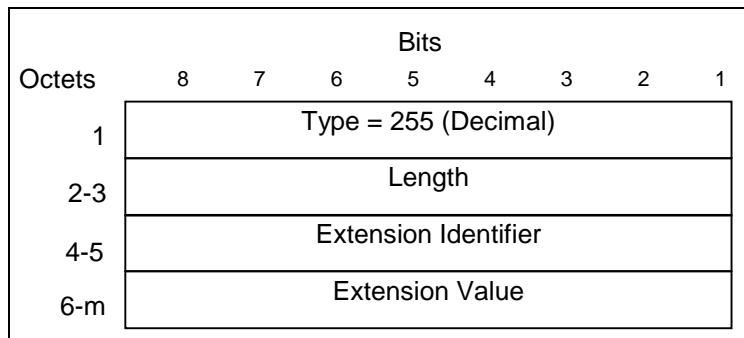 Bits
Octets 8 7 6 5 4 3 2 1
1 Type = 255 (Decimal)
2-3 Length
4-5 Extension Identifier
6-m Extension Value